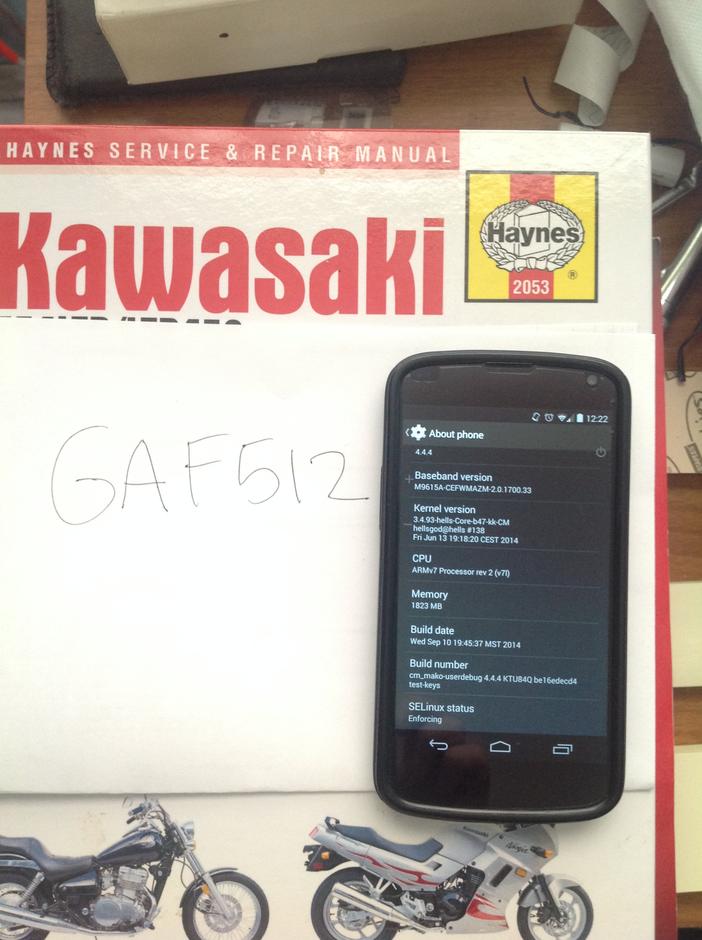 HAYNES SERVICE & REPAIR MANUAL
Kawasaki
Haynes
®
2053
GAF512
12:22
About phone
4.4.4
Baseband version
M9615A-CEFWMAZM-2.0.1700.33
Kernel version
3.4.93-hells-Core-b47-kk-CM
hellsgod@hells #138
Fri Jun 13 19:18:20 CEST 2014
CPU
ARMv7 Processor rev 2 (v7l)
Memory
1823 MB
Build date
Wed Sep 10 19:45:37 MST 2014
Build number
cm_mako-userdebug 4.4.4 KTU84Q be16edecd4
test-keys
SELinux status
Enforcing
Kawasaki
Ninja